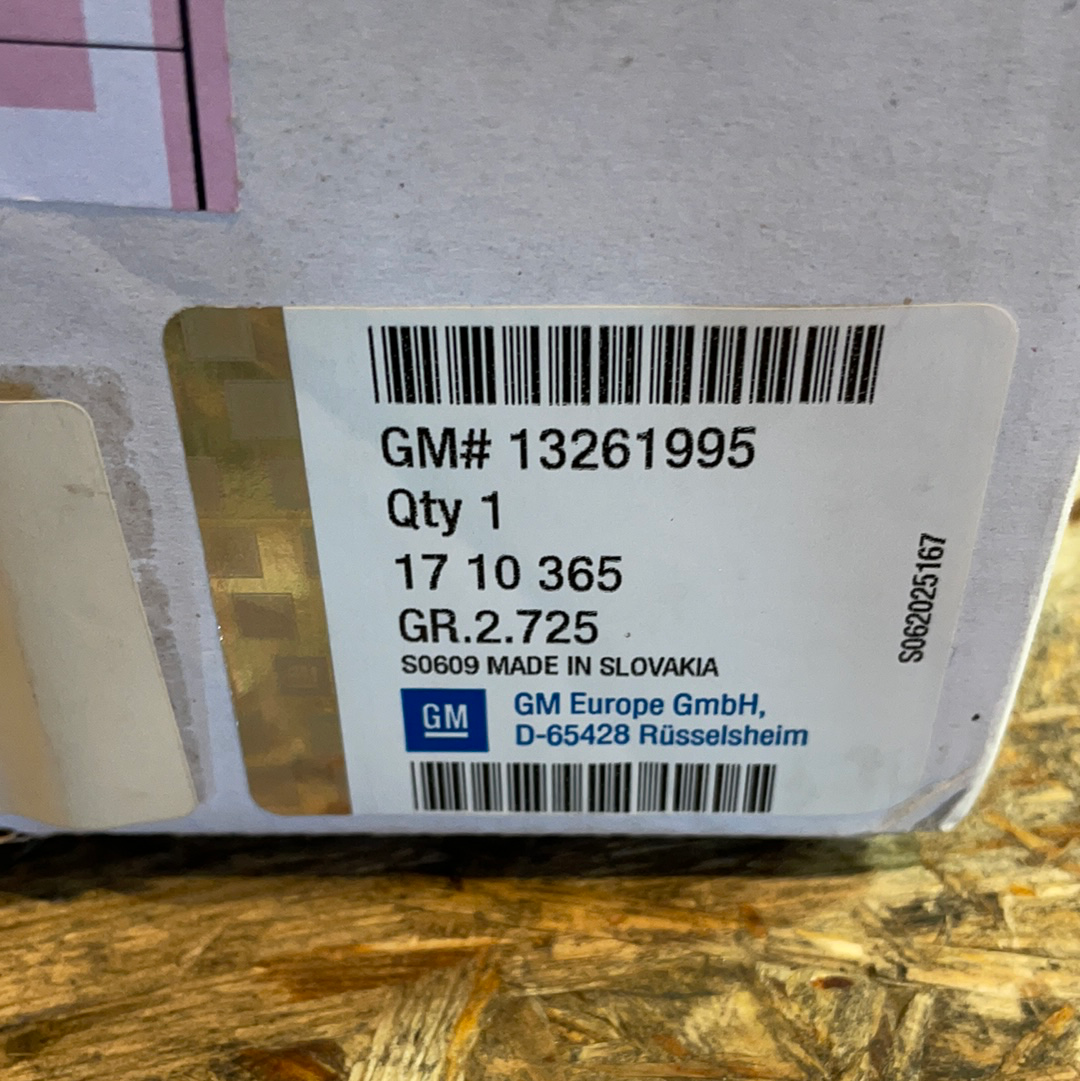 GM# 13261995
Qty 1
17 10 365
GR.2.725
S0609 MADE IN SLOVAKIA
GM
GM Europe GmbH,
D-65428 Rüsselsheim
S062025167